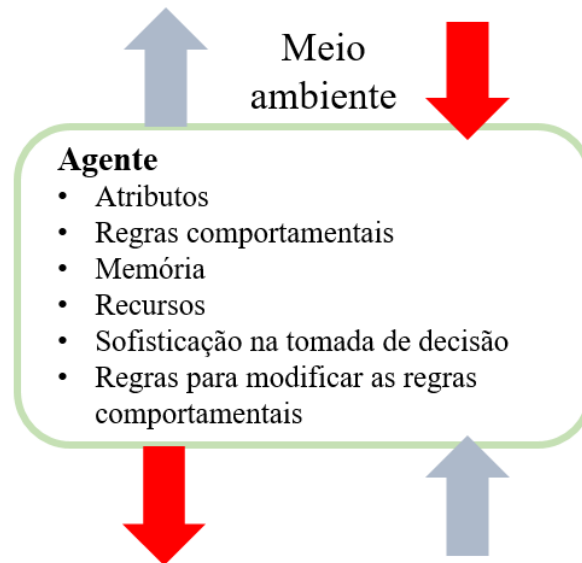 Meio
ambiente
Agente
• Atributos
• Regras comportamentais
• Memória
• Recursos
• Sofisticação na tomada de decisão
• Regras para modificar as regras
comportamentais